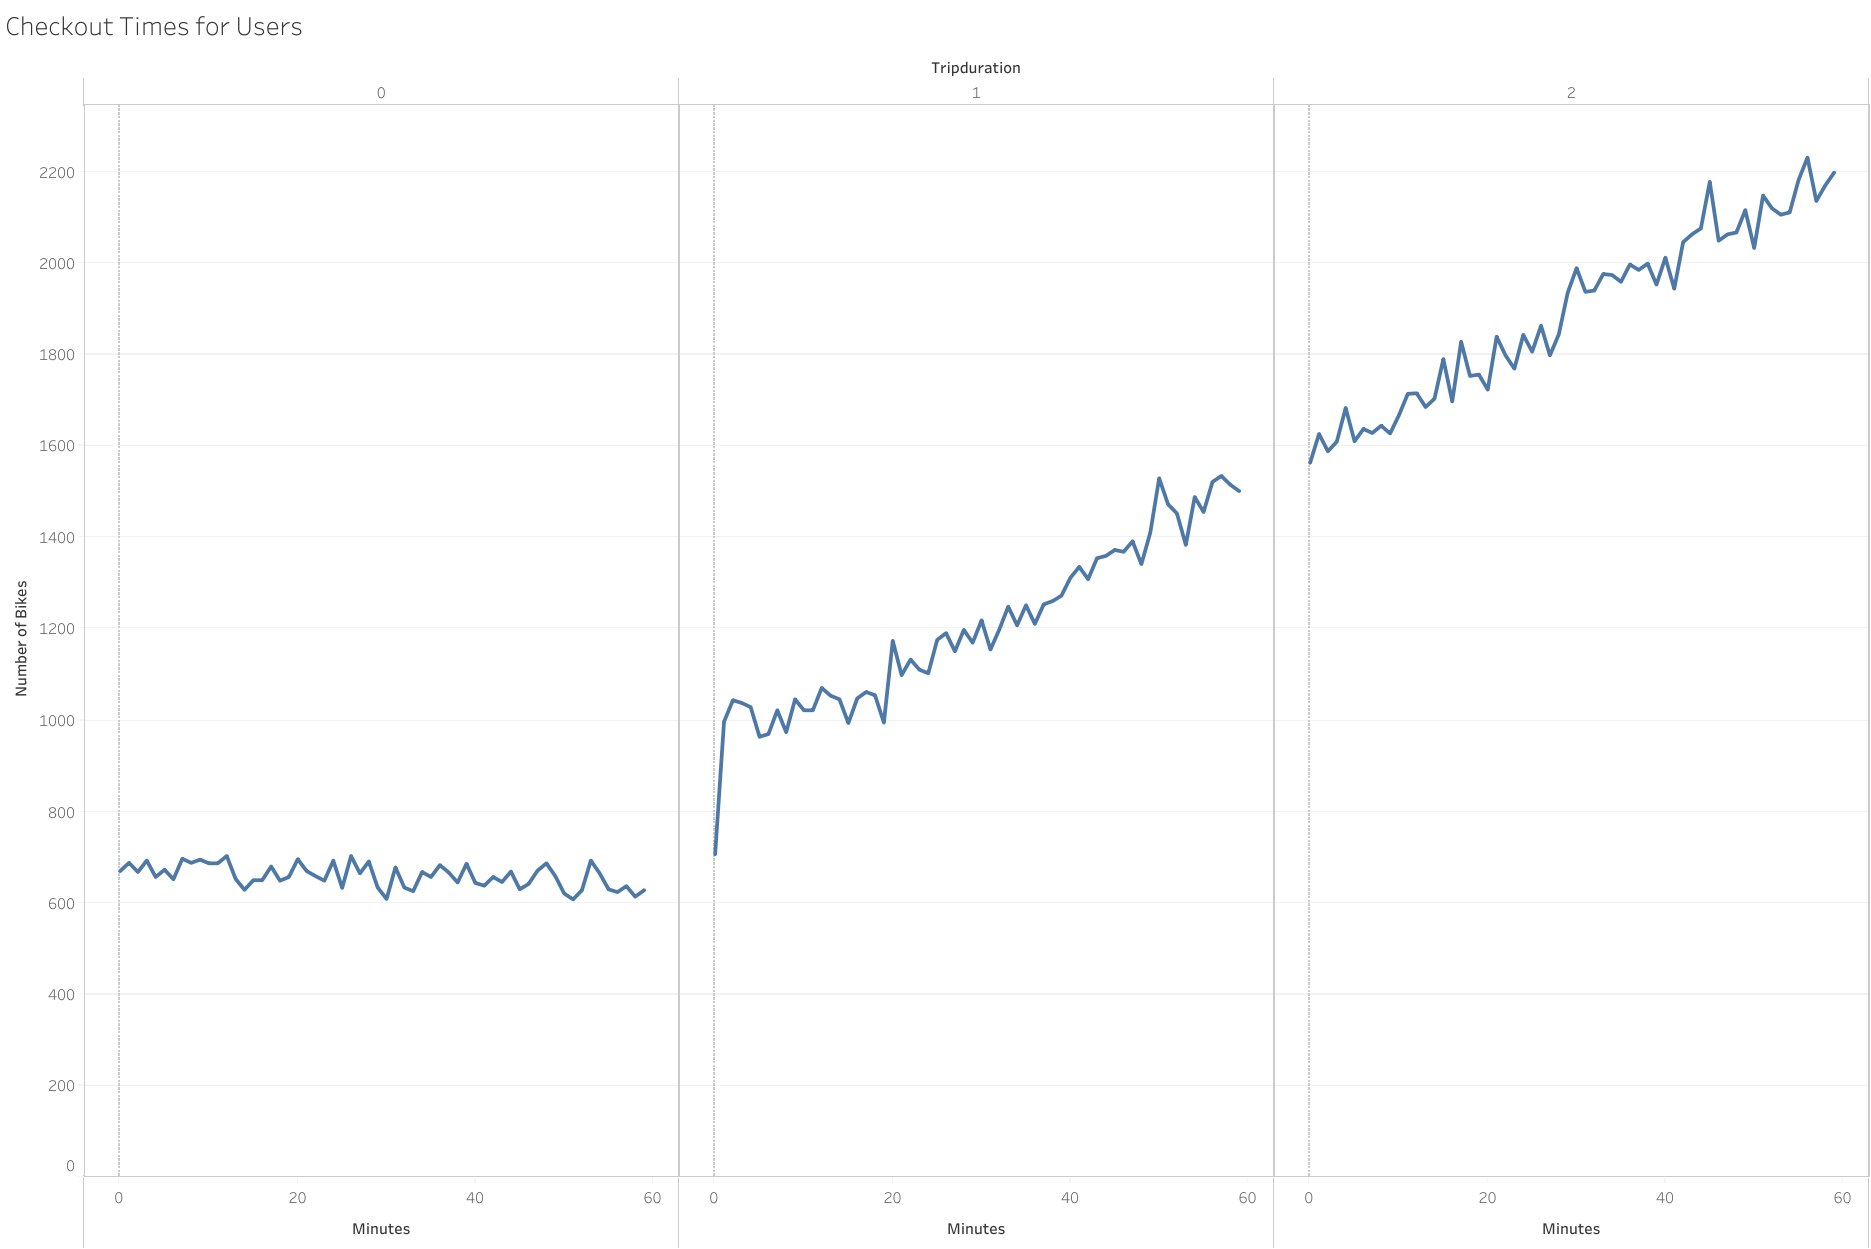 Checkout Times for Users
Tripduration
0 1 2
Number of Bikes
2200
2000
1800
1600
1400
1200
1000
800
600
400
200
0
0 20 40 60 0 20 40 60 0 20 40 60
Minutes Minutes Minutes